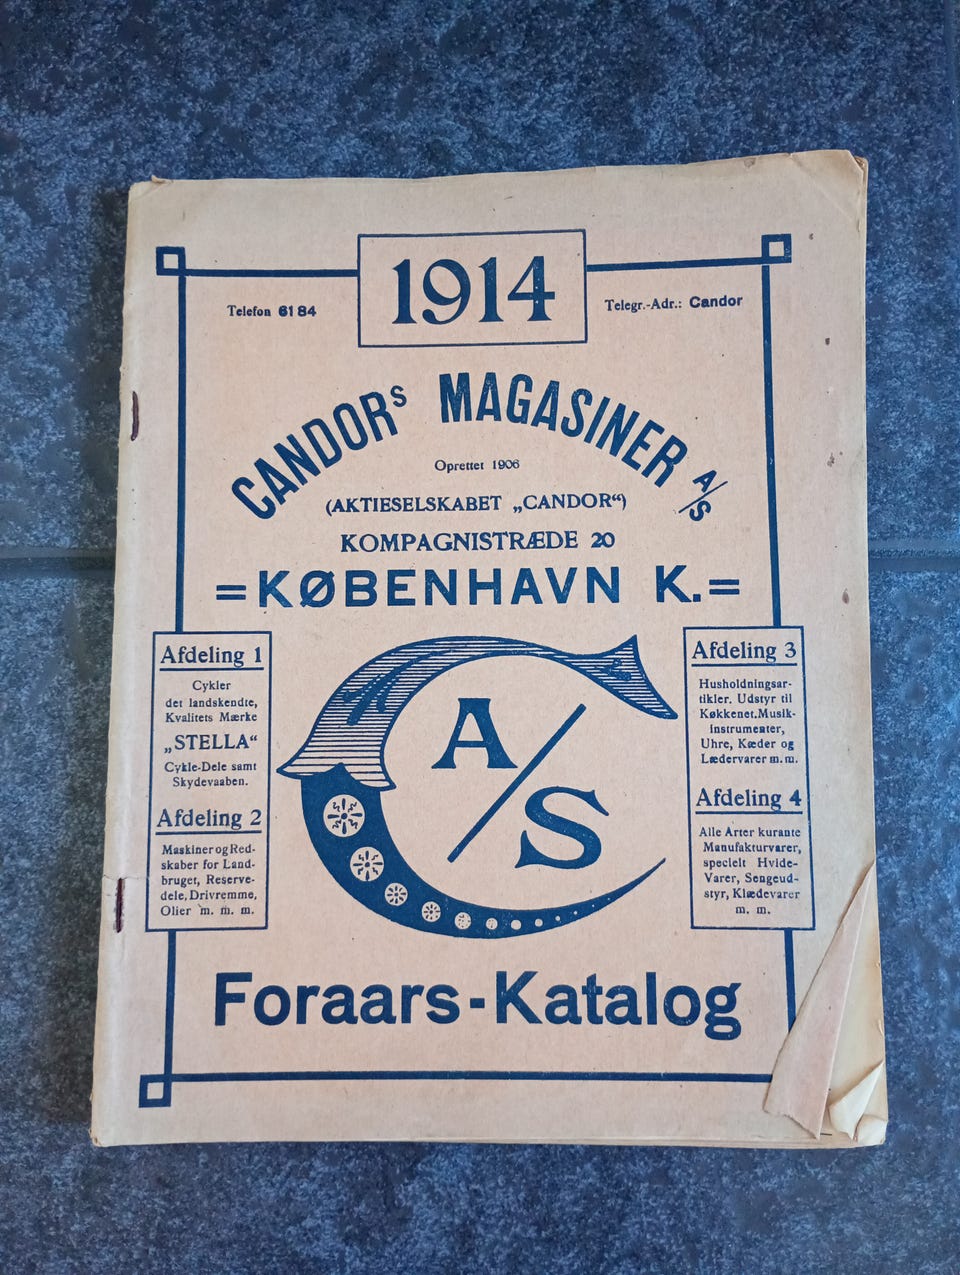 1914
Telefon 6184
Telegr.-Adr.: Candor
CANDORs MAGASINER A/S
Oprettet 1906
(AKTIESELSKABET „CANDOR“)
KOMPAGNISTRÆDE 20
=KØBENHAVN K.=
Afdeling 1
Cykler
det landskendte,
Kvalitets Mærke
„STELLA“
Cykle-Dele samt
Skydevaaben.
Afdeling 2
Maskiner og Red-
skaber for Land-
bruget, Reserve-
dele, Drivremme,
Olier m. m. m.
A/S
Afdeling 3
Husholdningsar-
tikler. Udstyr til
Køkkenet. Musik-
instrumenter,
Uhre, Kæder og
Lædervarer m. m.
Afdeling 4
Alle Arter kurante
Manufakturvarer,
specielt Hvide-
Varer, Sengeud-
styr, Klædevarer
m. m.
Foraars-Katalog